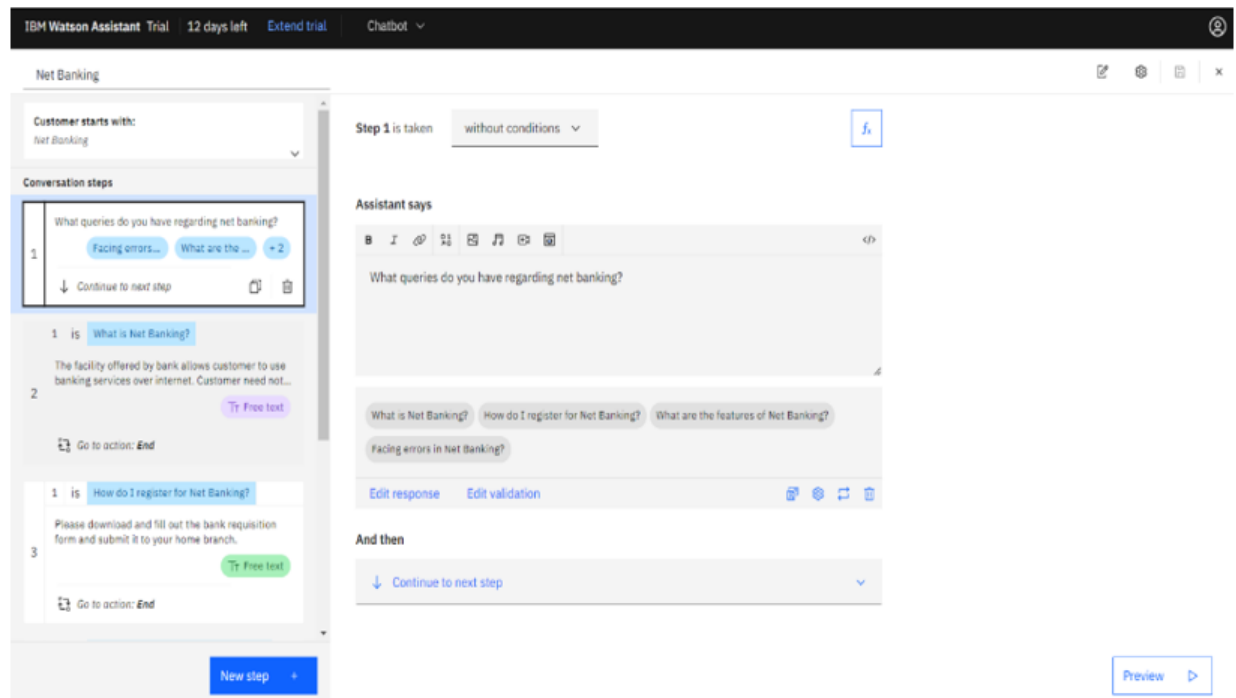 IBM Watson Assistant Trial 12 days left Extend trial Chatbot
Net Banking
Customer starts with:
Net Banking
Conversation steps
1
What queries do you have regarding net banking?
Facing errors... What are the ... + 2
Continue to next step
2
1 is What is Net Banking?
The facility offered by bank allows customer to use
banking services over internet. Customer need not...
Free text
Go to action: End
3
1 is How do I register for Net Banking?
Please download and fill out the bank requisition
form and submit it to your home branch.
Free text
Go to action: End
New step +
Step 1 is taken without conditions
fx
Assistant says
B I
</>
What queries do you have regarding net banking?
What is Net Banking? How do I register for Net Banking? What are the features of Net Banking?
Facing errors in Net Banking?
Edit response Edit validation
And then
Continue to next step
Preview